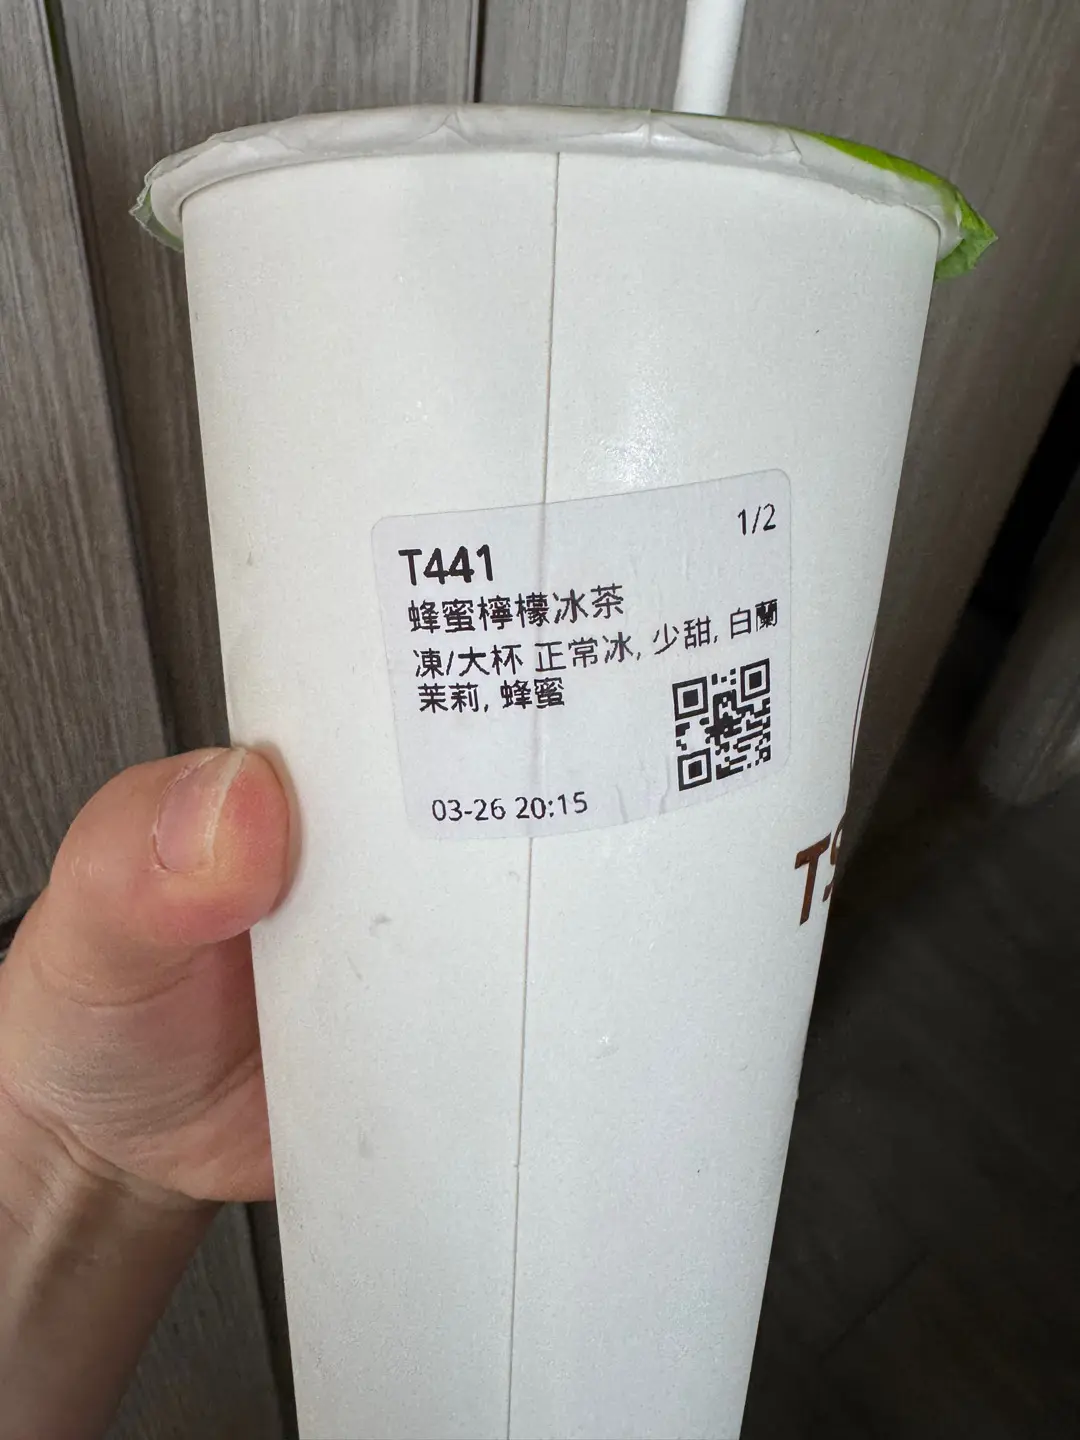 1/2
T441
蜂蜜檸檬冰茶
凍/大杯 正常冰, 少甜, 白蘭
茉莉, 蜂蜜
03-26 20:15